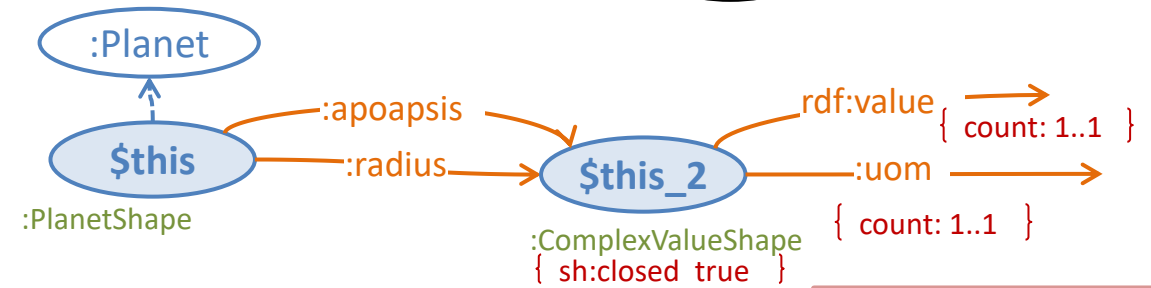 :Planet
:apoapsis
rdf:value
{ count: 1..1 }
$this
:radius
$this_2
:uom
:PlanetShape
{ count: 1..1 }
:ComplexValueShape
{ sh:closed true }